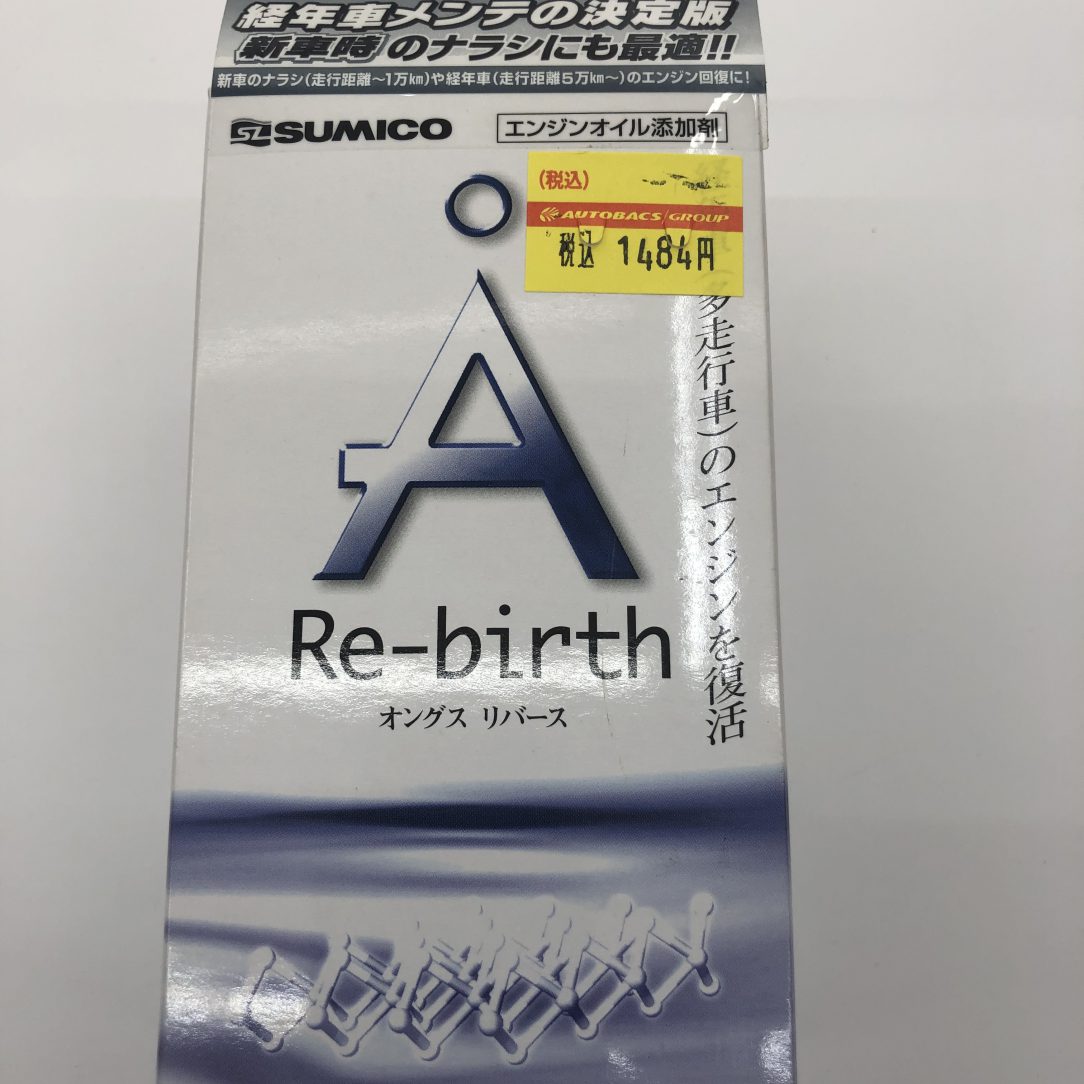 経年車メンテの決定版
新車時のナラシにも最適!!
新車のナラシ(走行距離～1万km)や経年車(走行距離5万km～)のエンジン回復に!
SUMICO
エンジンオイル添加剤
(税込)
AUTOBACS GROUP
税込 1484円
Å
多走行車)のエンジンを復活
Re-birth
オングス リバース